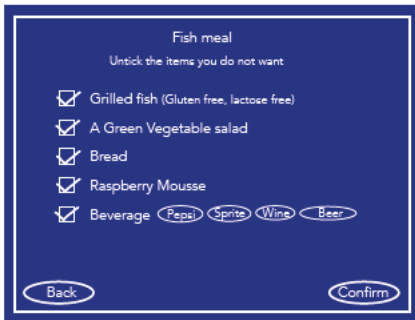 Fish meal
Untick the items you do not want
Grilled fish (Gluten free, lactose free)
A Green Vegetable salad
Bread
Raspberry Mousse
Beverage Pepsi Sprite Wine Beer
Back Confirm